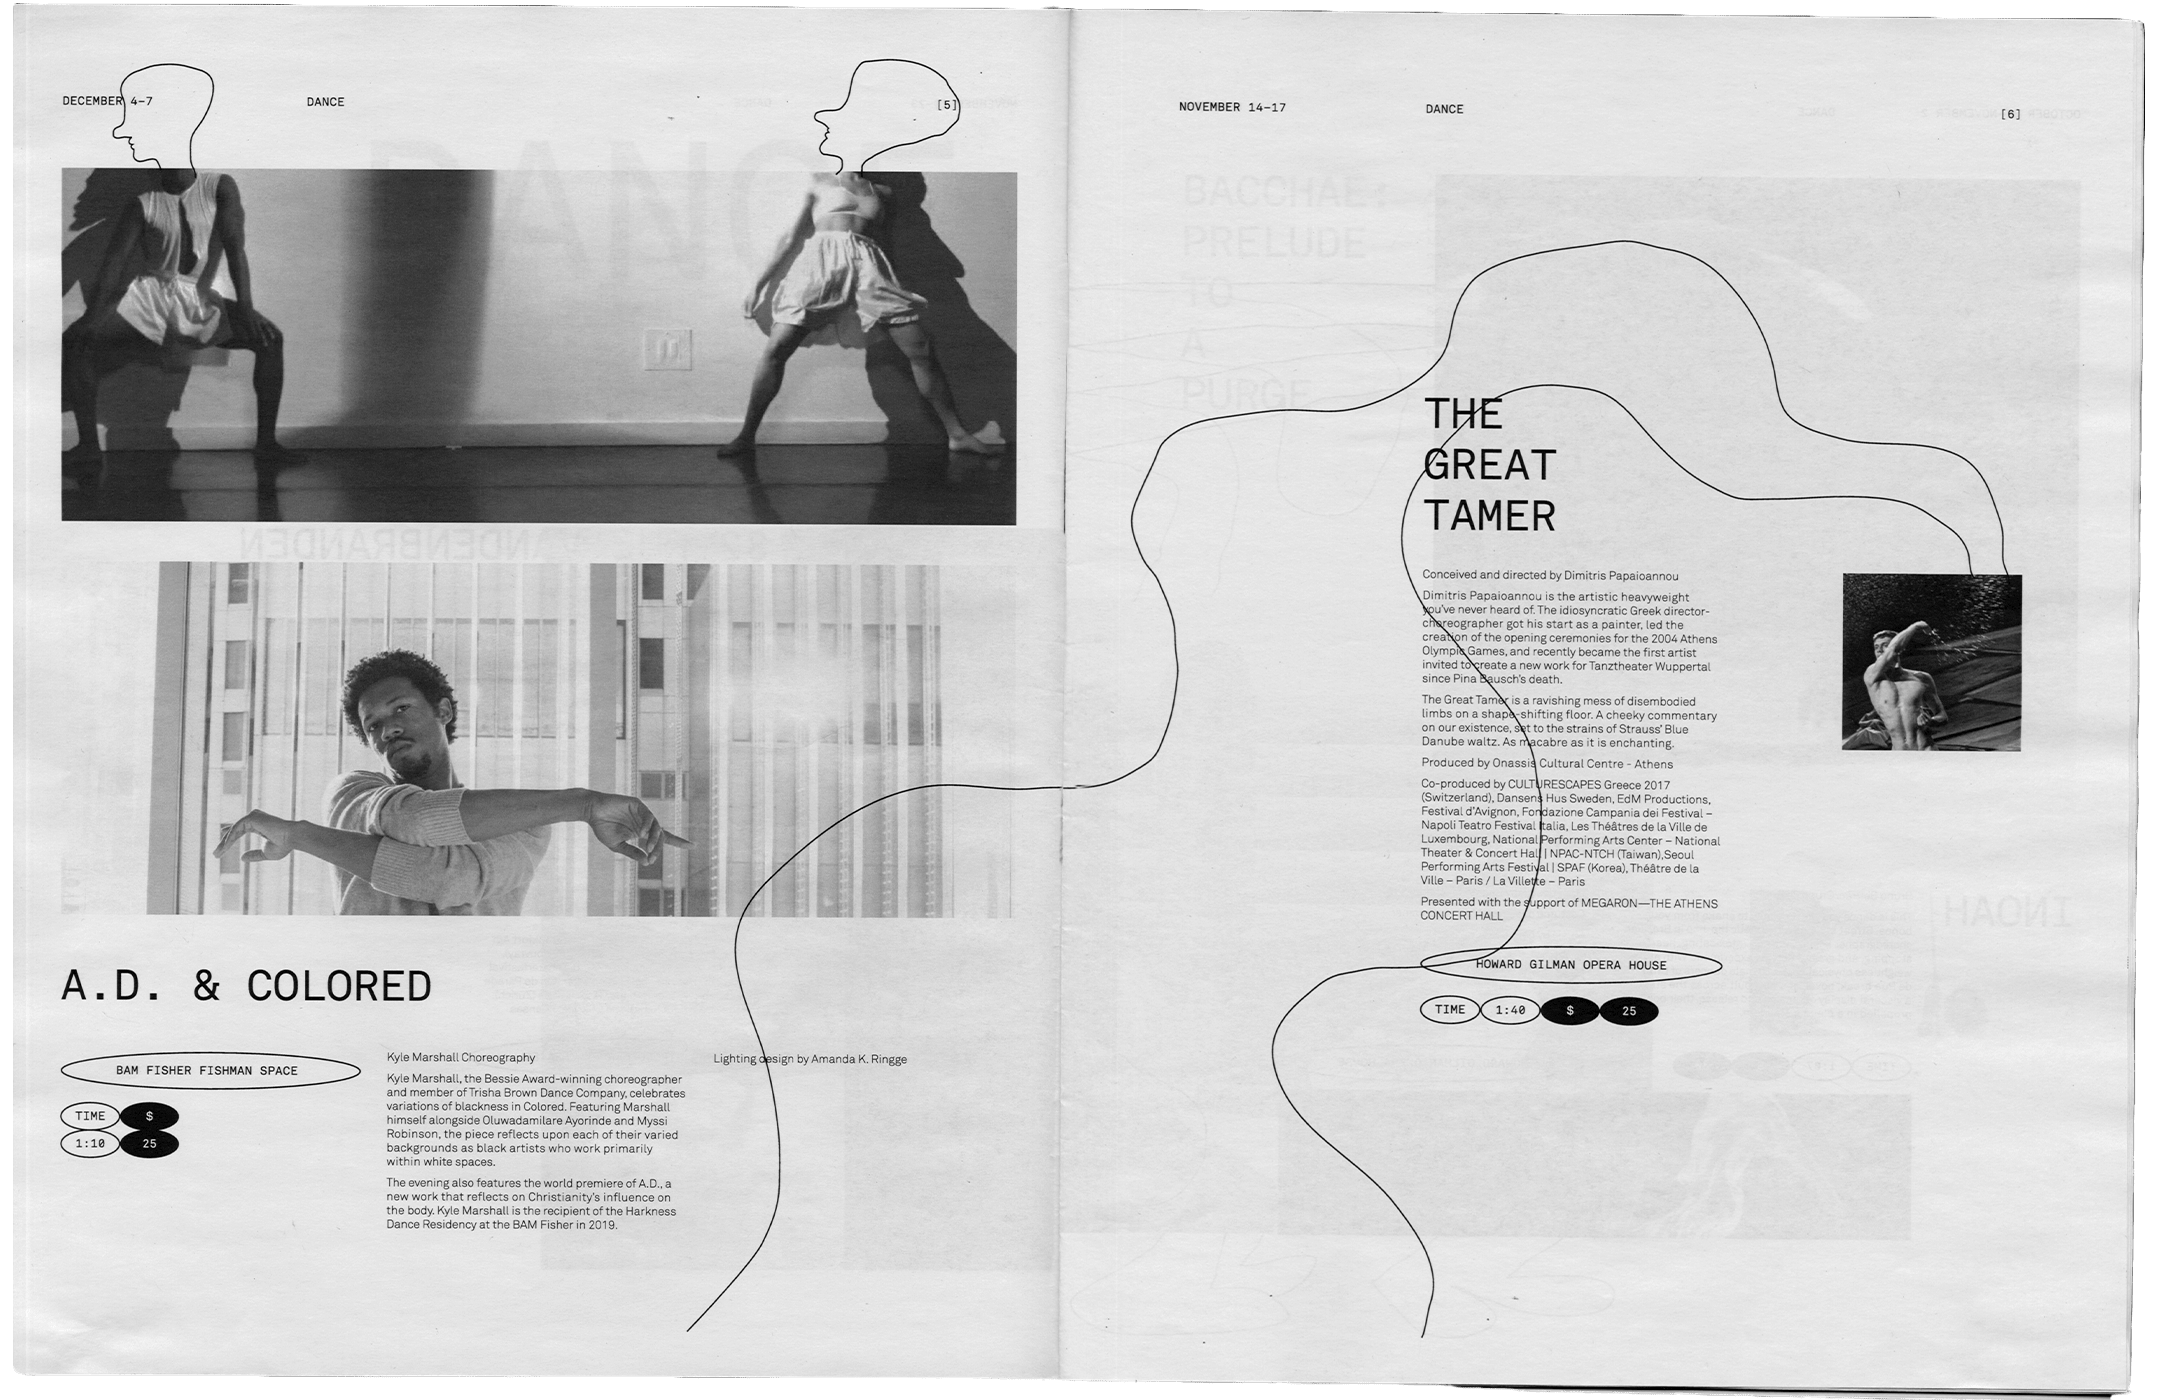 DECEMBER 4–7
DANCE
[5]
A.D. & COLORED
BAM FISHER FISHMAN SPACE
TIME
$
1:10
25
Kyle Marshall Choreography
Kyle Marshall, the Bessie Award-winning choreographer
and member of Trisha Brown Dance Company, celebrates
variations of blackness in Colored. Featuring Marshall
himself alongside Oluwadamilare Ayorinde and Myssi
Robinson, the piece reflects upon each of their varied
backgrounds as black artists who work primarily
within white spaces.
The evening also features the world premiere of A.D., a
new work that reflects on Christianity's influence on
the body. Kyle Marshall is the recipient of the Harkness
Dance Residency at the BAM Fisher in 2019.
Lighting design by Amanda K. Ringge
NOVEMBER 14–17
DANCE
[6]
BACCHAE:
PRELUDE
TO
A
PURGE
THE
GREAT
TAMER
Conceived and directed by Dimitris Papaioannou
Dimitris Papaioannou is the artistic heavyweight
you've never heard of. The idiosyncratic Greek director-
choreographer got his start as a painter, led the
creation of the opening ceremonies for the 2004 Athens
Olympic Games, and recently became the first artist
invited to create a new work for Tanztheater Wuppertal
since Pina Bausch's death.
The Great Tamer is a ravishing mess of disembodied
limbs on a shape-shifting floor. A cheeky commentary
on our existence, set to the strains of Strauss' Blue
Danube waltz. As macabre as it is enchanting.
Produced by Onassis Cultural Centre - Athens
Co-produced by CULTURESCAPES Greece 2017
(Switzerland), Dansens Hus Sweden, EdM Productions,
Festival d'Avignon, Fondazione Campania dei Festival –
Napoli Teatro Festival Italia, Les Théâtres de la Ville de
Luxembourg, National Performing Arts Center – National
Theater & Concert Hall | NPAC-NTCH (Taiwan),Seoul
Performing Arts Festival | SPAF (Korea), Théâtre de la
Ville – Paris / La Villette – Paris
Presented with the support of MEGARON—THE ATHENS
CONCERT HALL
HOWARD GILMAN OPERA HOUSE
TIME
1:40
$
25